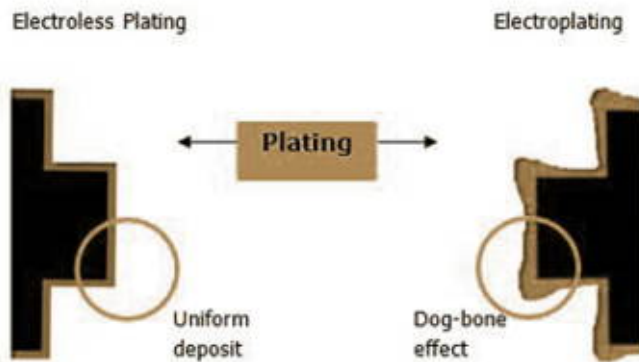 Electroless Plating
Electroplating
Plating
Uniform
deposit
Dog-bone
effect